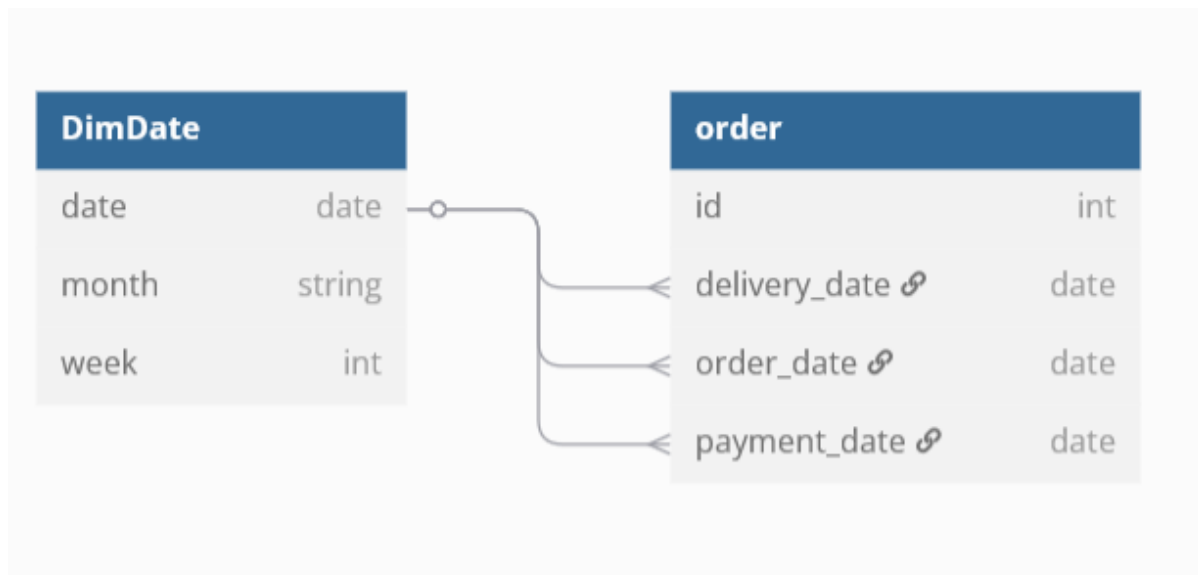 DimDate
date date
month string
week int
order
id int
delivery_date date
order_date date
payment_date date